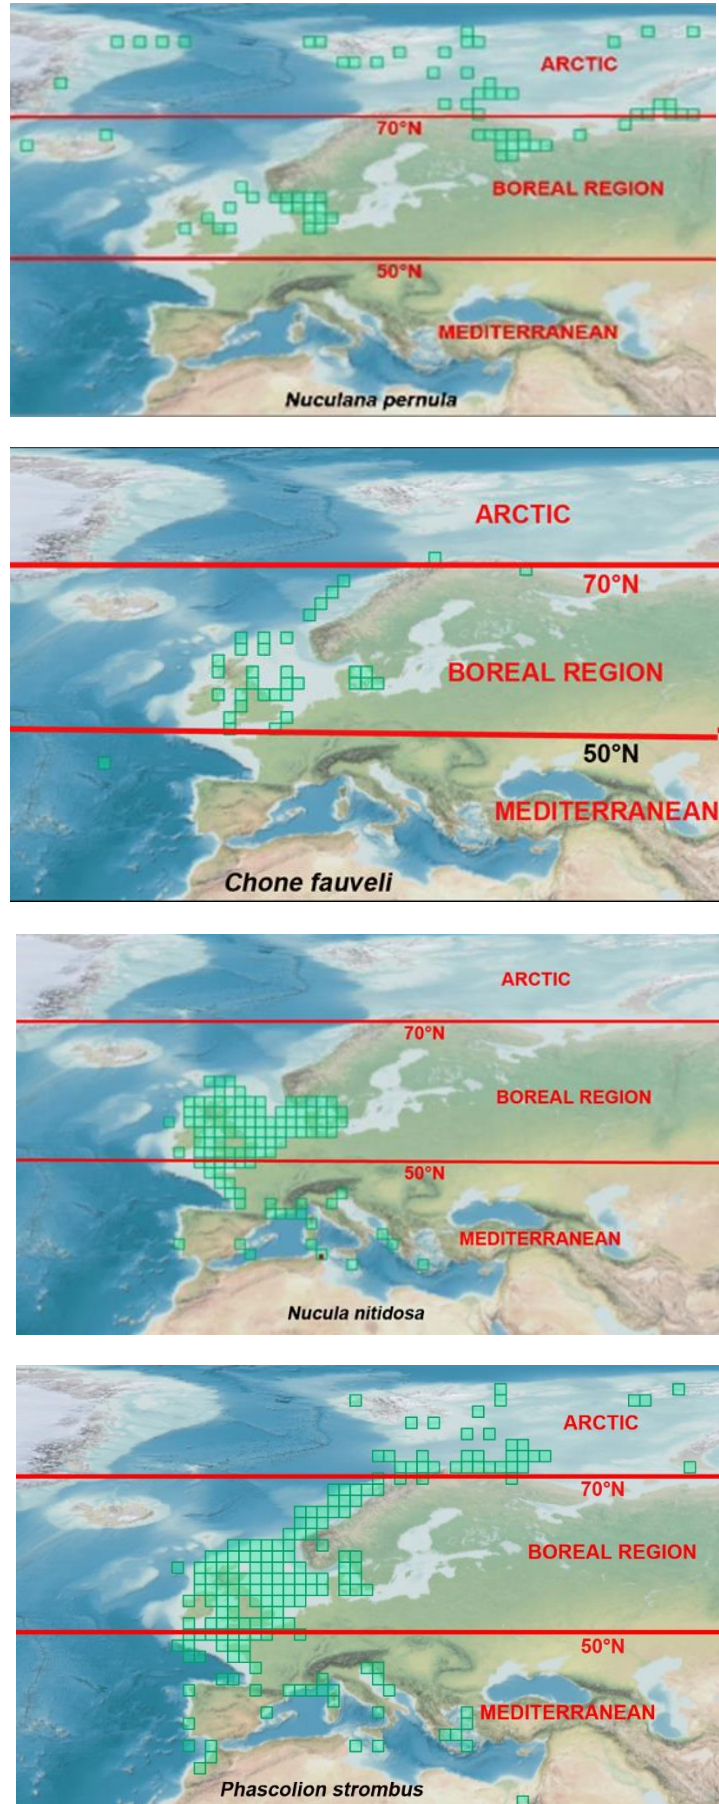 ARCTIC
70°N
BOREAL REGION
50°N
MEDITERRANEAN
Nuculana pernula
ARCTIC
70°N
BOREAL REGION
50°N
MEDITERRANEAN
Chone fauveli
ARCTIC
70°N
BOREAL REGION
50°N
MEDITERRANEAN
Nucula nitidosa
ARCTIC
70°N
BOREAL REGION
50°N
MEDITERRANEAN
Phascolion strombus